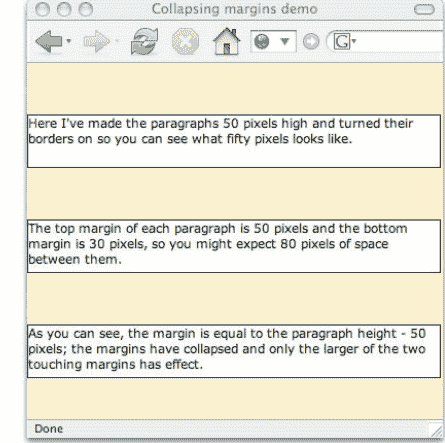 Collapsing margins demo
G
Here I've made the paragraphs 50 pixels high and turned their
borders on so you can see what fifty pixels looks like.
The top margin of each paragraph is 50 pixels and the bottom
margin is 30 pixels, so you might expect 80 pixels of space
between them.
As you can see, the margin is equal to the paragraph height - 50
pixels; the margins have collapsed and only the larger of the two
touching margins has effect.
Done